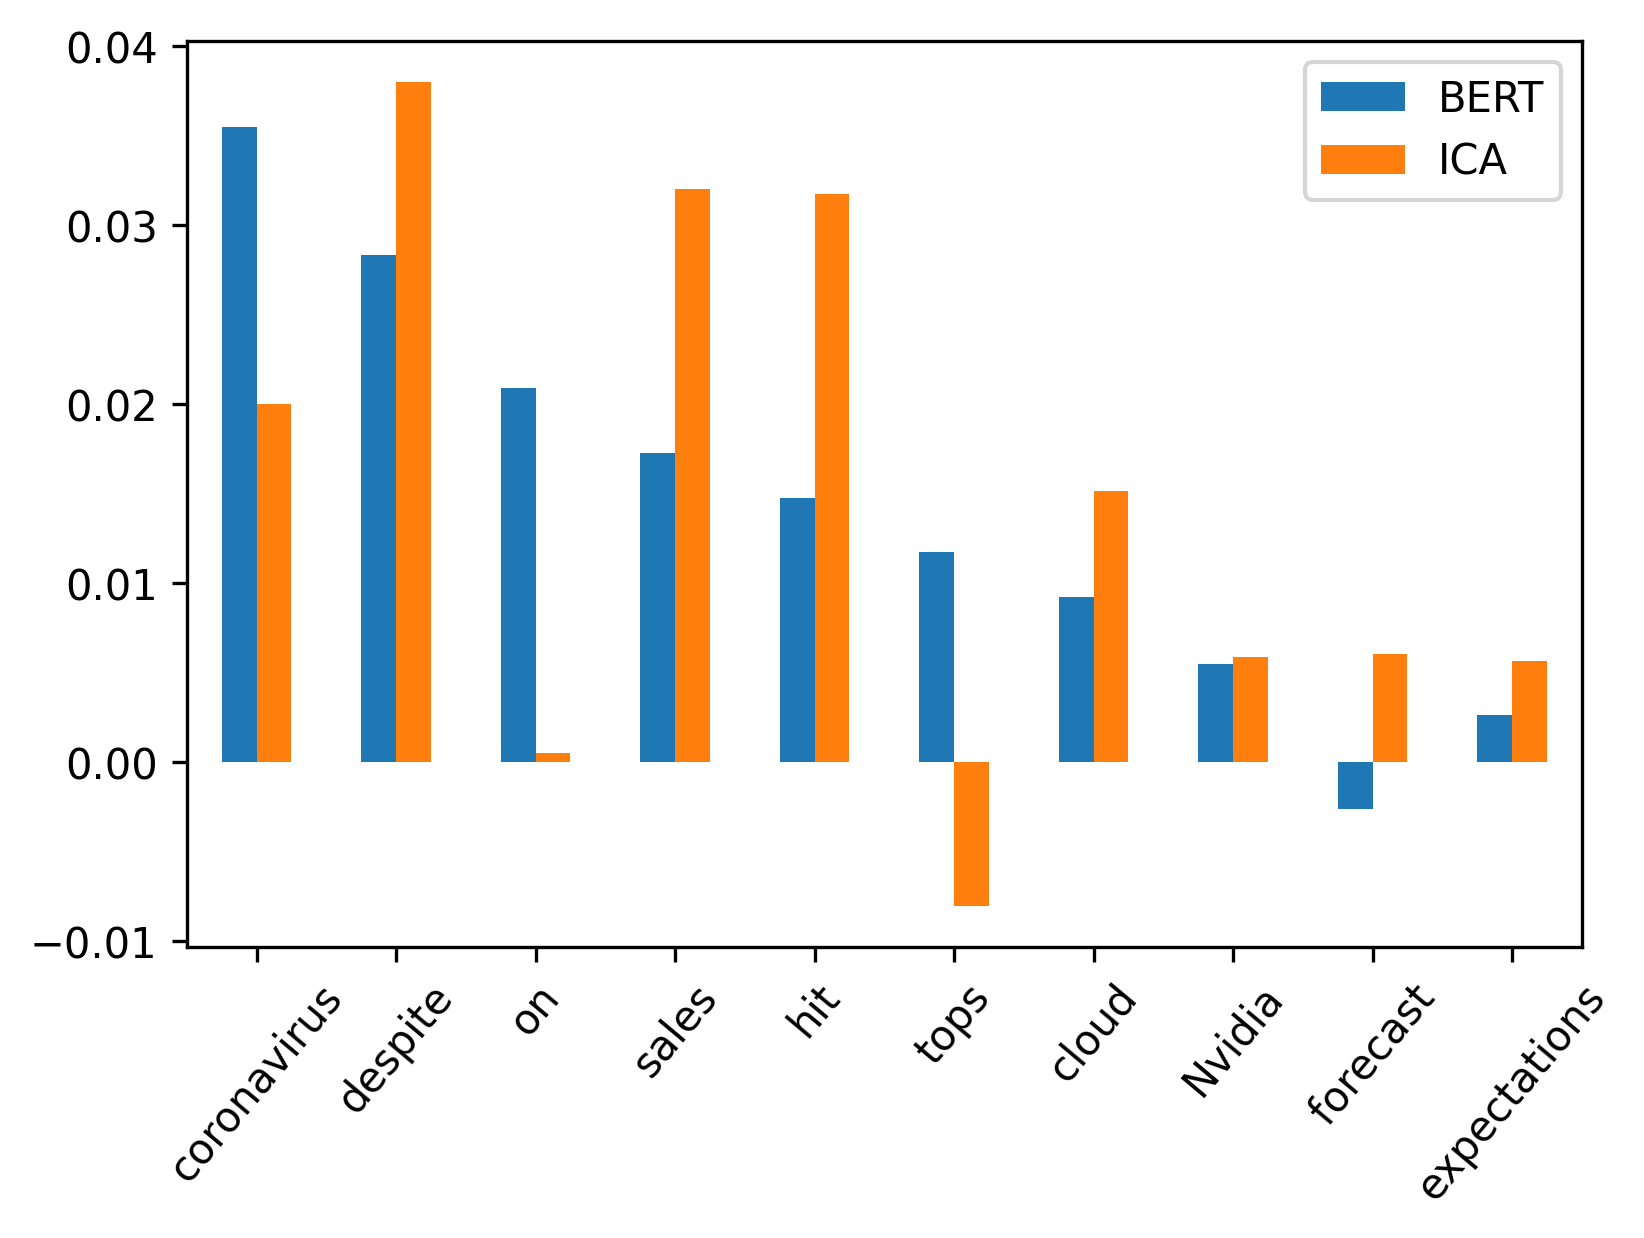 0.04
0.03
0.02
0.01
0.00
−0.01
BERT
ICA
coronavirus
despite
on
sales
hit
tops
cloud
Nvidia
forecast
expectations